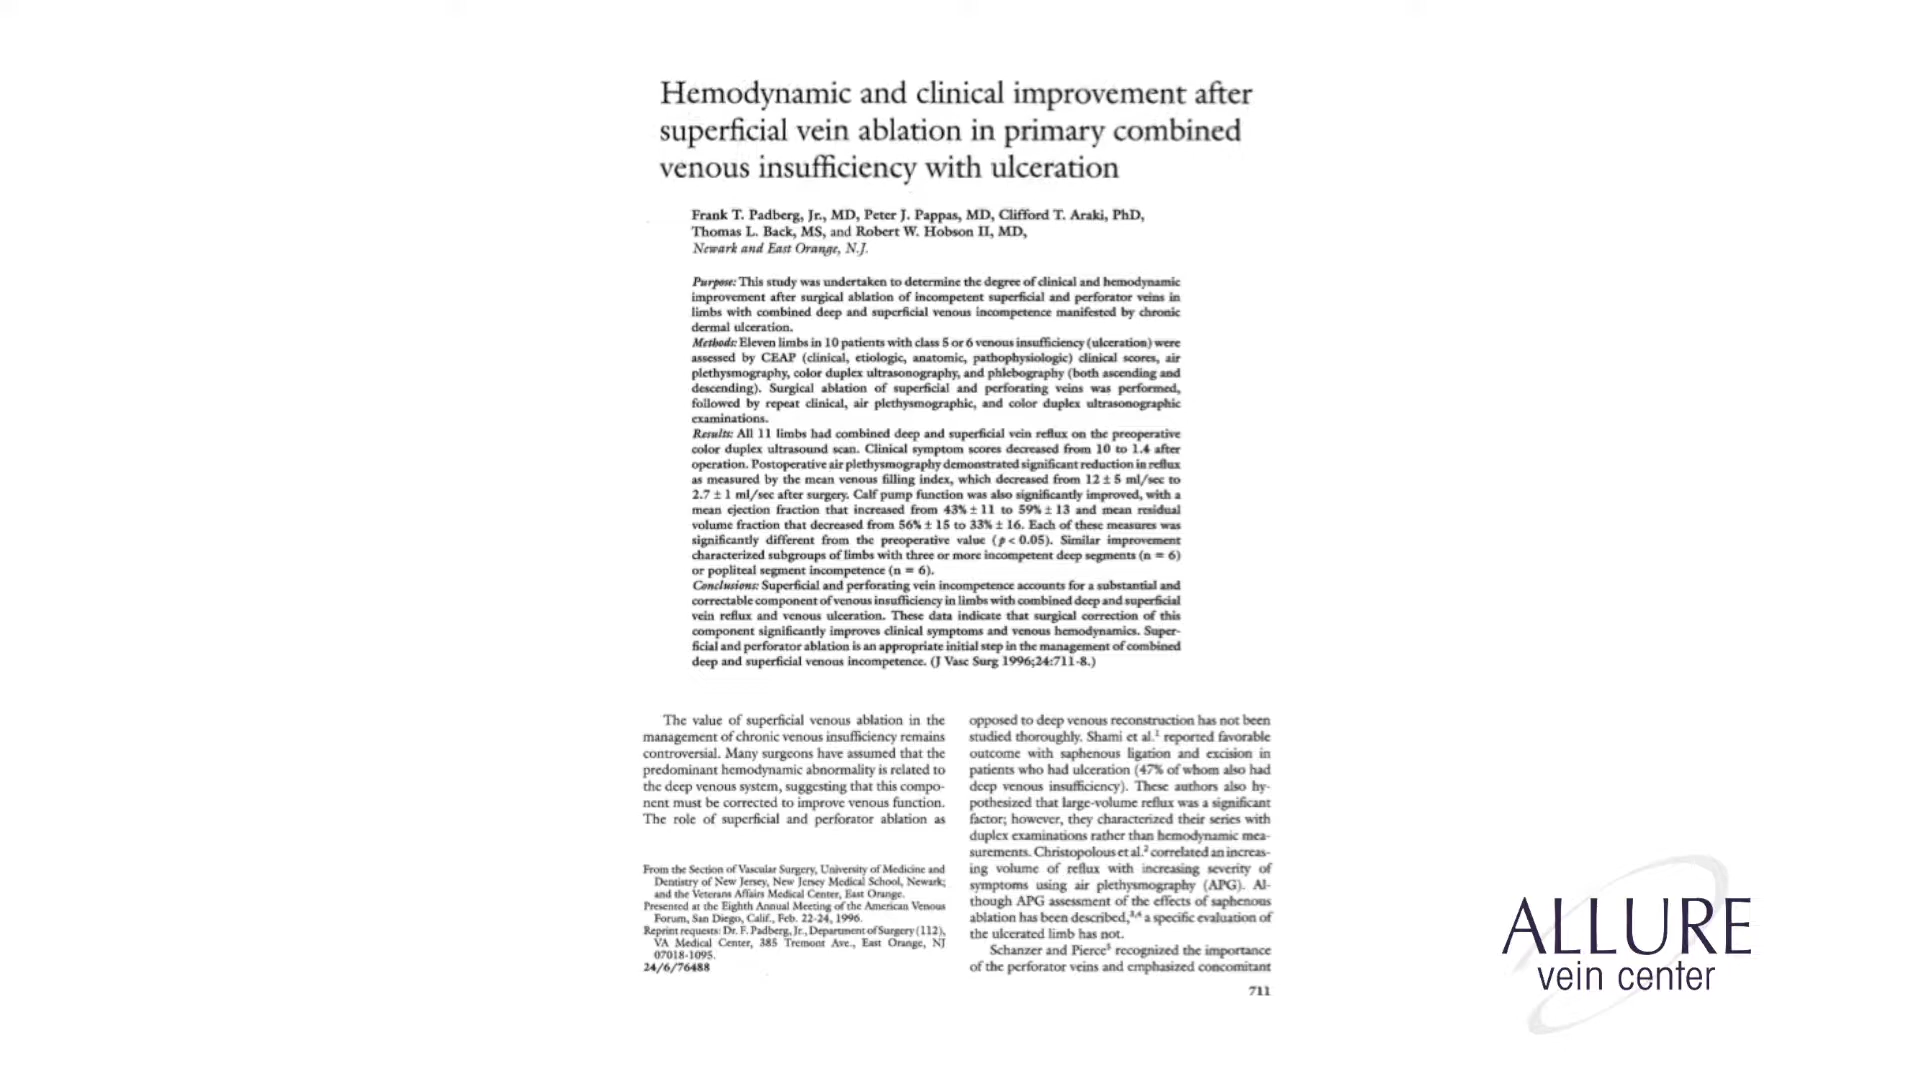 Hemodynamic and clinical improvement after
superficial vein ablation in primary combined
venous insufficiency with ulceration
Frank T. Padberg, Jr., MD, Peter J. Pappas, MD, Clifford T. Araki, PhD,
Thomas L. Back, MS, and Robert W. Hobson II, MD,
Newark and East Orange, N.J.
Purpose: This study was undertaken to determine the degree of clinical and hemodynamic
improvement after surgical ablation of incompetent superficial and perforator veins in
limbs with combined deep and superficial venous incompetence manifested by chronic
dermal ulceration.
Methods: Eleven limbs in 10 patients with class 5 or 6 venous insufficiency (ulceration) were
assessed by CEAP (clinical, etiologic, anatomic, pathophysiologic) clinical scores, air
plethysmography, color duplex ultrasonography, and phlebography (both ascending and
descending). Surgical ablation of superficial and perforating veins was performed,
followed by repeat clinical, air plethysmographic, and color duplex ultrasonographic
examinations.
Results: All 11 limbs had combined deep and superficial vein reflux on the preoperative
color duplex ultrasound scan. Clinical symptom scores decreased from 10 to 1.4 after
operation. Postoperative air plethysmography demonstrated significant reduction in reflux
as measured by the mean venous filling index, which decreased from 12 ± 5 ml/sec to
2.7 ± 1 ml/sec after surgery. Calf pump function was also significantly improved, with a
mean ejection fraction that increased from 43% ± 11 to 59% ± 13 and mean residual
volume fraction that decreased from 56% ± 15 to 33% ± 16. Each of these measures was
significantly different from the preoperative value (p < 0.05). Similar improvement
characterized subgroups of limbs with three or more incompetent deep segments (n = 6)
or popliteal segment incompetence (n = 6).
Conclusions: Superficial and perforating vein incompetence accounts for a substantial and
correctable component of venous insufficiency in limbs with combined deep and superficial
vein reflux and venous ulceration. These data indicate that surgical correction of this
component significantly improves clinical symptoms and venous hemodynamics. Super-
ficial and perforator ablation is an appropriate initial step in the management of combined
deep and superficial venous incompetence. (J Vasc Surg 1996;24:711-8.)
The value of superficial venous ablation in the
management of chronic venous insufficiency remains
controversial. Many surgeons have assumed that the
predominant hemodynamic abnormality is related to
the deep venous system, suggesting that this compo-
nent must be corrected to improve venous function.
The role of superficial and perforator ablation as
From the Section of Vascular Surgery, University of Medicine and
Dentistry of New Jersey, New Jersey Medical School, Newark;
and the Veterans Affairs Medical Center, East Orange.
Presented at the Eighth Annual Meeting of the American Venous
Forum, San Diego, Calif., Feb. 22-24, 1996.
Reprint requests: Dr. F. Padberg, Jr., Department of Surgery (112),
VA Medical Center, 385 Tremont Ave., East Orange, NJ
07018-1095.
24/6/76488
opposed to deep venous reconstruction has not been
studied thoroughly. Shami et al.1 reported favorable
outcome with saphenous ligation and excision in
patients who had ulceration (47% of whom also had
deep venous insufficiency). These authors also hy-
pothesized that large-volume reflux was a significant
factor; however, they characterized their series with
duplex examinations rather than hemodynamic mea-
surements. Christopolous et al.2 correlated an increas-
ing volume of reflux with increasing severity of
symptoms using air plethysmography (APG). Al-
though APG assessment of the effects of saphenous
ablation has been described,3,4 a specific evaluation of
the ulcerated limb has not.
Schanzer and Pierce5 recognized the importance
of the perforator veins and emphasized concomitant
711
ALLURE
vein center